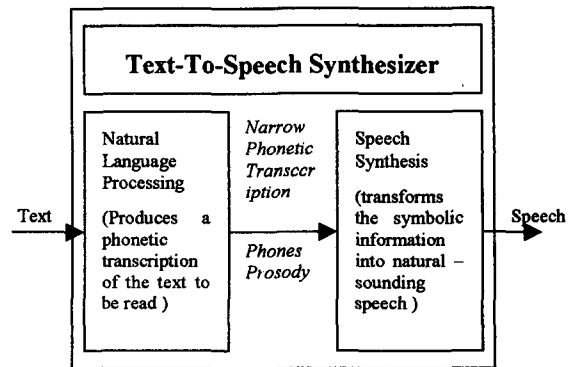 Text-To-Speech Synthesizer
Text
Natural
Language
Processing
(Produces a
phonetic
transcription
of the text to
be read )
Narrow
Phonetic
Transccr
iption
Phones
Prosody
Speech
Synthesis
(transforms
the symbolic
information
into natural –
sounding
speech )
Speech